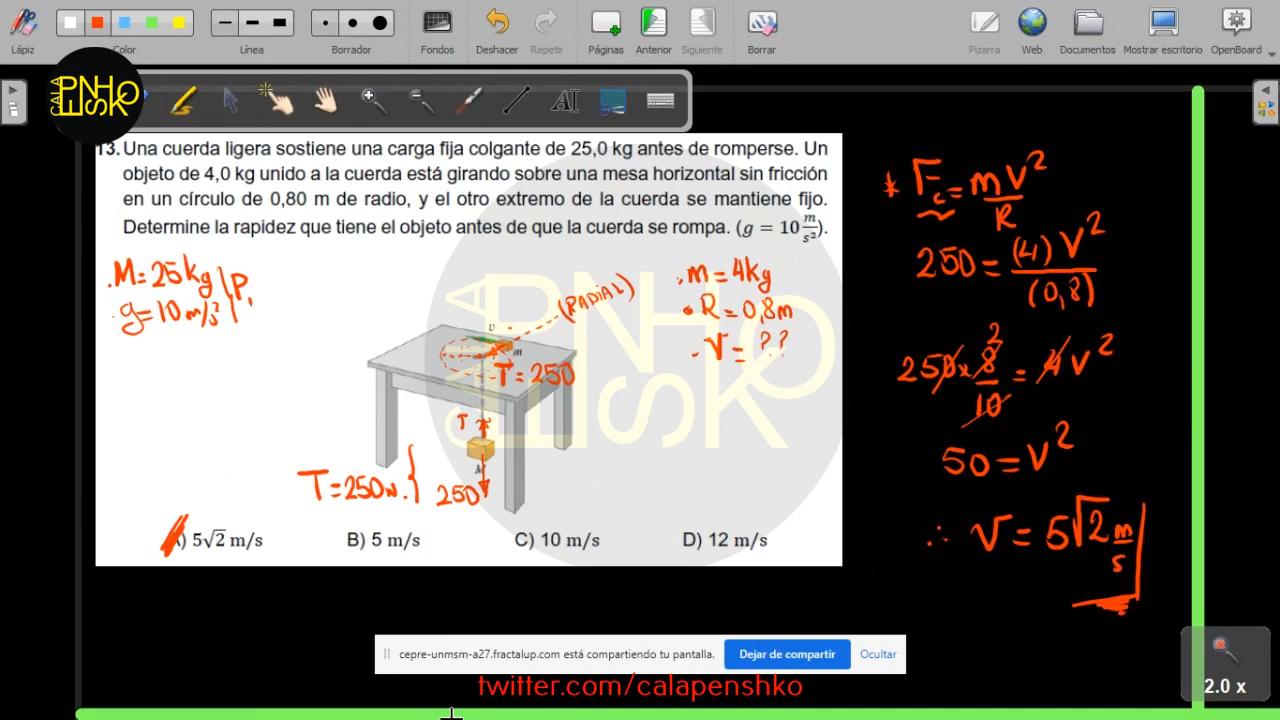 Lápiz
Color
Línea
Borrador
Fondos
Deshacer
Repetir
Páginas
Anterior
Siguiente
Borrar
Pizarra
Web
Documentos
Mostrar escritorio
OpenBoard
CALA
PENHSKO
13. Una cuerda ligera sostiene una carga fija colgante de 25,0 kg antes de romperse. Un
objeto de 4,0 kg unido a la cuerda está girando sobre una mesa horizontal sin fricción
en un círculo de 0,80 m de radio, y el otro extremo de la cuerda se mantiene fijo.
Determine la rapidez que tiene el objeto antes de que la cuerda se rompa. (g = 10 m/s²).
. M = 25 kg
. g = 10 m/s²
P.
(RADIAL)
. m = 4 kg
• R = 0,8 m
. V = ??
v
m
T = 250
T
M
T = 250 N.
250
A) 5√2 m/s
B) 5 m/s
C) 10 m/s
D) 12 m/s
* Fc = mV²/R
250 = (4) V²/(0,8)
250 × 8/10 = 4 V²
2
50 = V²
∴ V = 5√2 m/s
cepre-unmsm-a27.fractalup.com está compartiendo tu pantalla.
Dejar de compartir
Ocultar
twitter.com/calapenshko
2.0 x